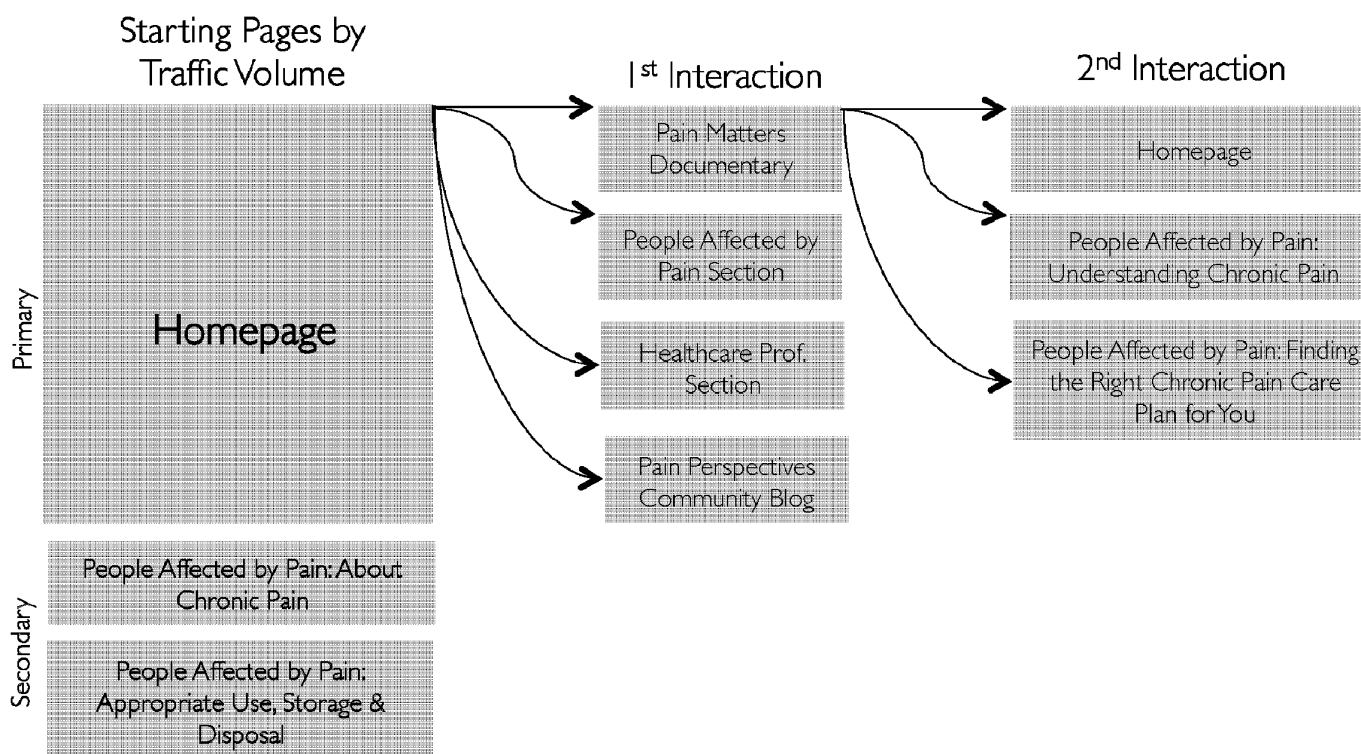 Starting Pages by
Traffic Volume
1st Interaction
2nd Interaction
Primary
Homepage
Pain Matters
Documentary
People Affected by
Pain Section
Healthcare Prof.
Section
Pain Perspectives
Community Blog
Homepage
People Affected by Pain:
Understanding Chronic Pain
People Affected by Pain: Finding
the Right Chronic Pain Care
Plan for You
Secondary
People Affected by Pain: About
Chronic Pain
People Affected by Pain:
Appropriate Use, Storage &
Disposal